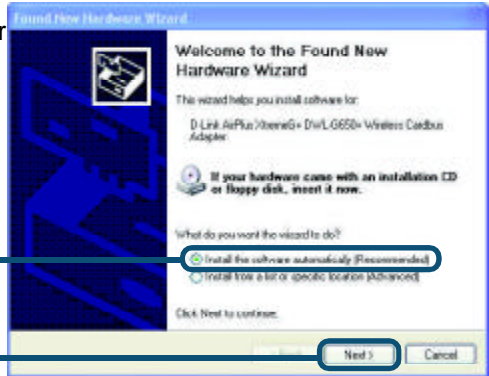 r
Found New Hardware Wizard
Welcome to the Found New
Hardware Wizard
This wizard helps you install software for:
D-Link AirPlus XtremeG+ DWL-G650+ Wireless Cardbus
Adapter
If your hardware came with an installation CD
or floppy disk, insert it now.
What do you want the wizard to do?
Install the software automatically (Recommended)
Install from a list or specific location (Advanced)
Click Next to continue.
Next >
Cancel